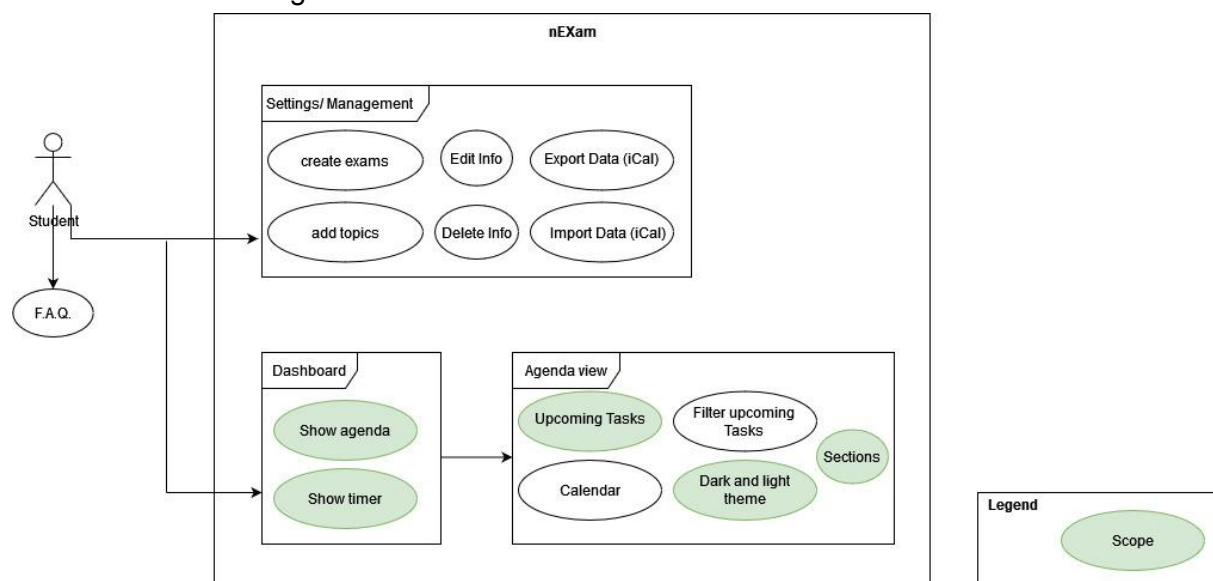 nEXam
Settings/ Management
create exams
Edit Info
Export Data (iCal)
add topics
Delete Info
Import Data (iCal)
Student
F.A.Q.
Dashboard
Show agenda
Show timer
Agenda view
Upcoming Tasks
Filter upcoming
Tasks
Sections
Calendar
Dark and light
theme
Legend
Scope